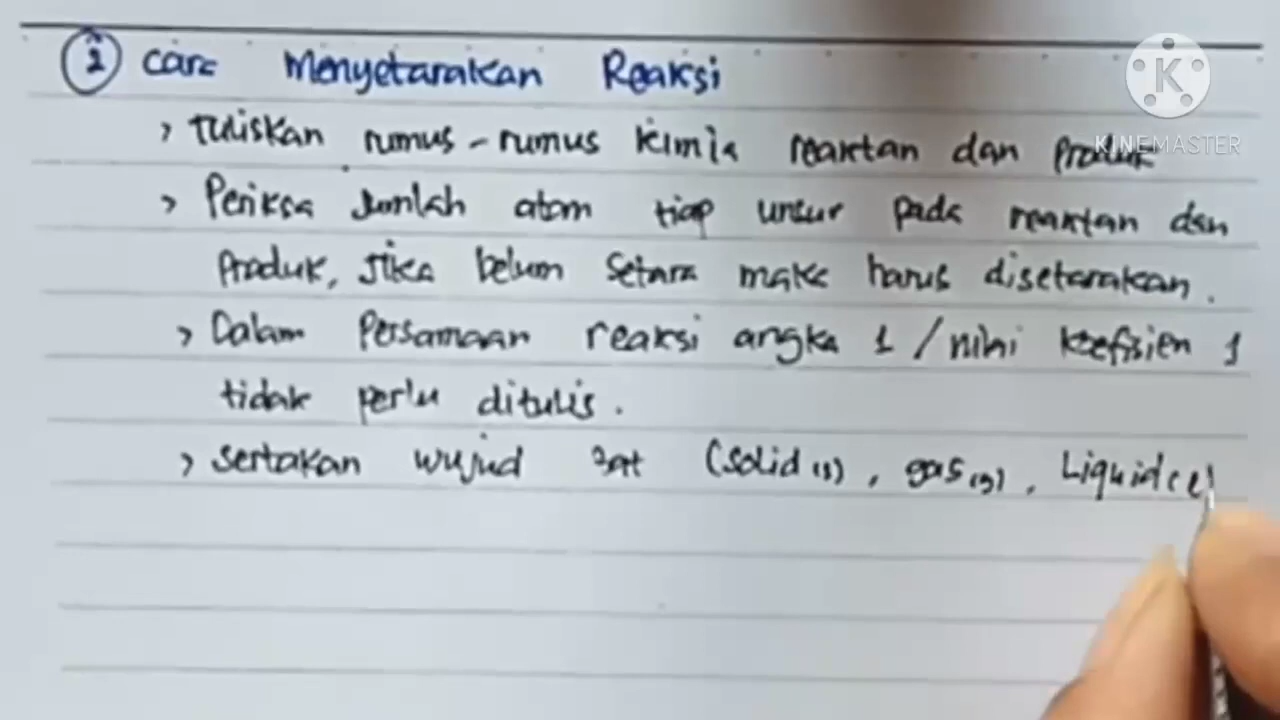 2 Cara Menyetarakan Reaksi
> tuliskan rumus-rumus kimia reaktan dan produk
> Periksa Jumlah atom tiap unsur pada reaktan dan
Produk, Jika belum setara maka harus disetarakan.
> Dalam Persamaan reaksi angka 1 / nilai koefisien 1
tidak perlu ditulis.
> sertakan wujud zat (solid(s), gas(g), Liquid(l)
K
KINEMASTER